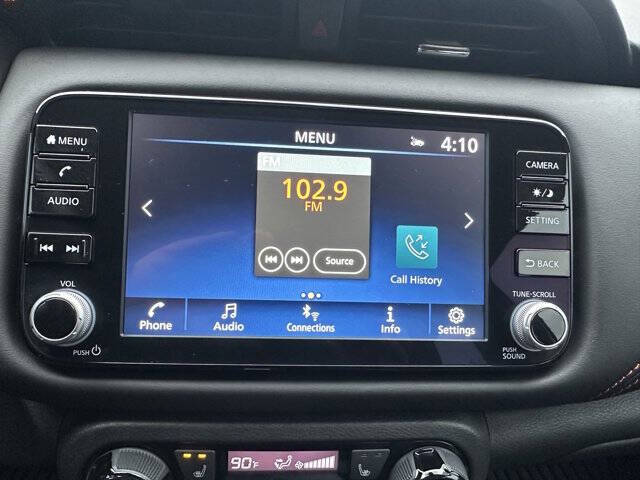 MENU
4:10
MENU
AUDIO
FM
102.9
FM
Source
Call History
CAMERA
SETTING
BACK
VOL
PUSH
TUNE-SCROLL
PUSH
SOUND
Phone
Audio
Connections
Info
Settings
90°F